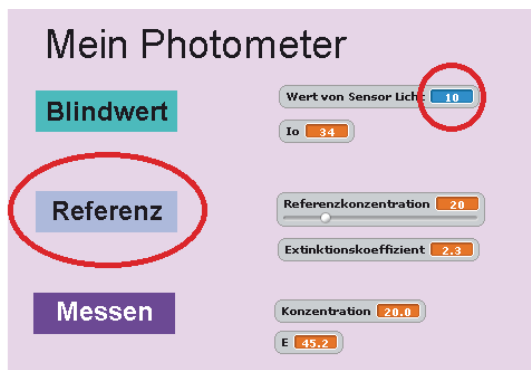 Mein Photometer
Blindwert
Wert von Sensor Licht 10
Io 34
Referenz
Referenzkonzentration 20
Extinktionskoeffizient 2.3
Messen
Konzentration 20.0
E 45.2